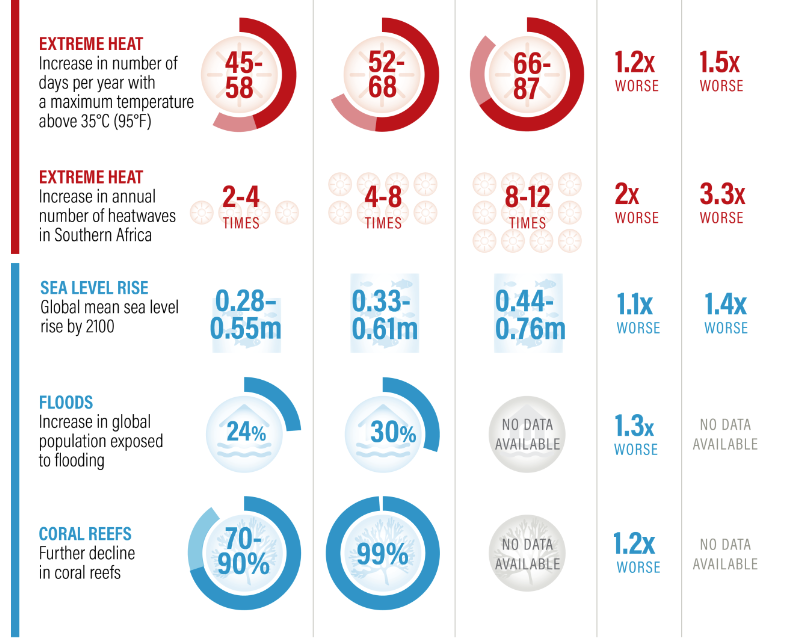 EXTREME HEAT
Increase in number of
days per year with
a maximum temperature
above 35°C (95°F)
45-
58
52-
68
66-
87
1.2x
WORSE
1.5x
WORSE
EXTREME HEAT
Increase in annual
number of heatwaves
in Southern Africa
2-4
TIMES
4-8
TIMES
8-12
TIMES
2x
WORSE
3.3x
WORSE
SEA LEVEL RISE
Global mean sea level
rise by 2100
0.28–
0.55m
0.33-
0.61m
0.44-
0.76m
1.1x
WORSE
1.4x
WORSE
FLOODS
Increase in global
population exposed
to flooding
24%
30%
NO DATA
AVAILABLE
1.3x
WORSE
NO DATA
AVAILABLE
CORAL REEFS
Further decline
in coral reefs
70-
90%
99%
NO DATA
AVAILABLE
1.2x
WORSE
NO DATA
AVAILABLE